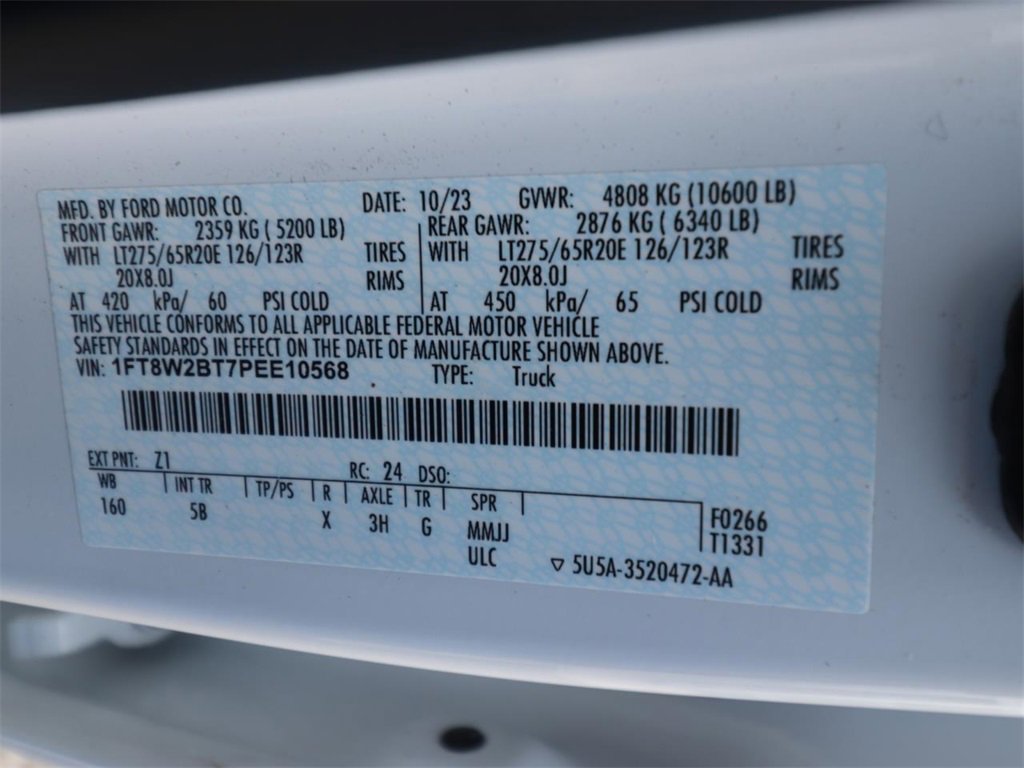 MFD. BY FORD MOTOR CO. DATE: 10/23 GVWR: 4808 KG (10600 LB)
FRONT GAWR: 2359 KG ( 5200 LB) REAR GAWR: 2876 KG ( 6340 LB)
WITH LT275/65R20E 126/123R TIRES WITH LT275/65R20E 126/123R TIRES
20X8.0J RIMS 20X8.0J RIMS
AT 420 kPa/ 60 PSI COLD AT 450 kPa/ 65 PSI COLD
THIS VEHICLE CONFORMS TO ALL APPLICABLE FEDERAL MOTOR VEHICLE
SAFETY STANDARDS IN EFFECT ON THE DATE OF MANUFACTURE SHOWN ABOVE.
VIN: 1FT8W2BT7PEE10568 TYPE: Truck
EXT PNT: Z1 RC: 24 DSO:
WB INT TR TP/PS R AXLE TR SPR
160 5B X 3H G MMJJ F0266
ULC T1331
▽ 5U5A-3520472-AA